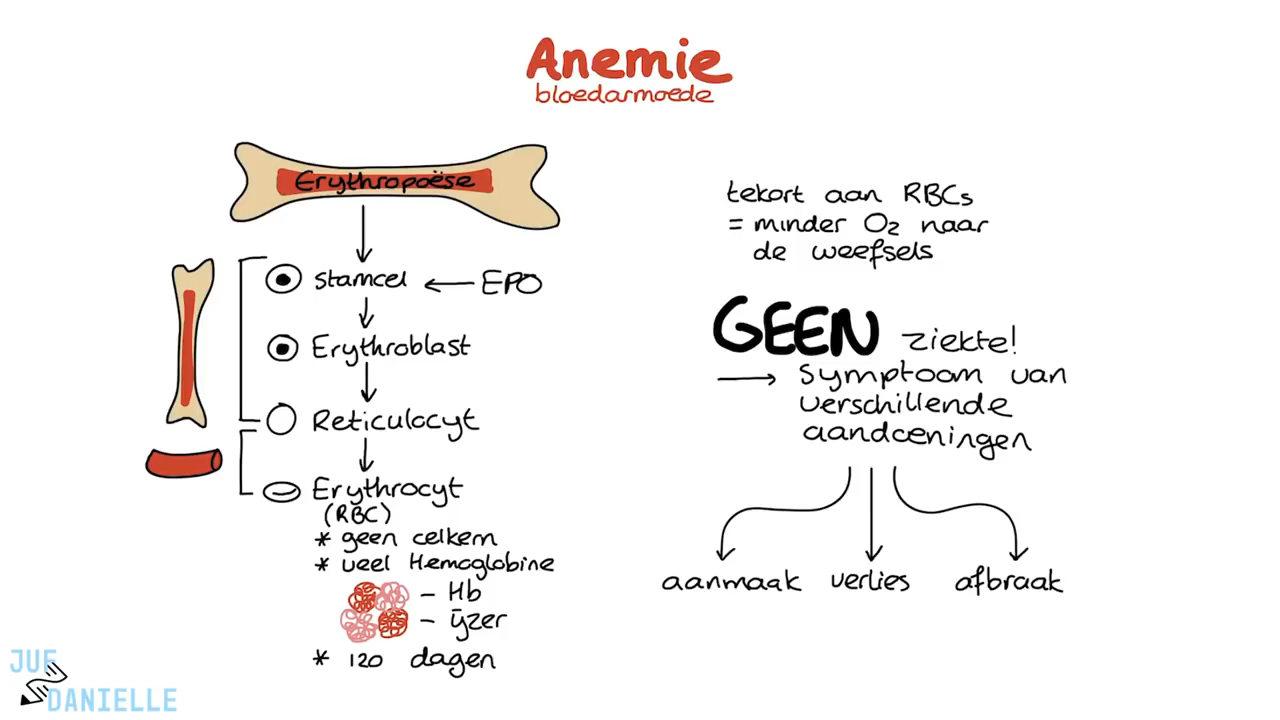 Anemie
bloedarmoede
Erythropoëse
stamcel ← EPO
Erythroblast
Reticulocyt
Erythrocyt
(RBC)
* geen celkern
* veel Hemoglobine
- Hb
- ijzer
* 120 dagen
tekort aan RBCs
= minder O₂ naar
de weefsels
GEEN ziekte!
→ symptoom van
verschillende
aandoeningen
aanmaak verlies afbraak
JUF
DANIELLE